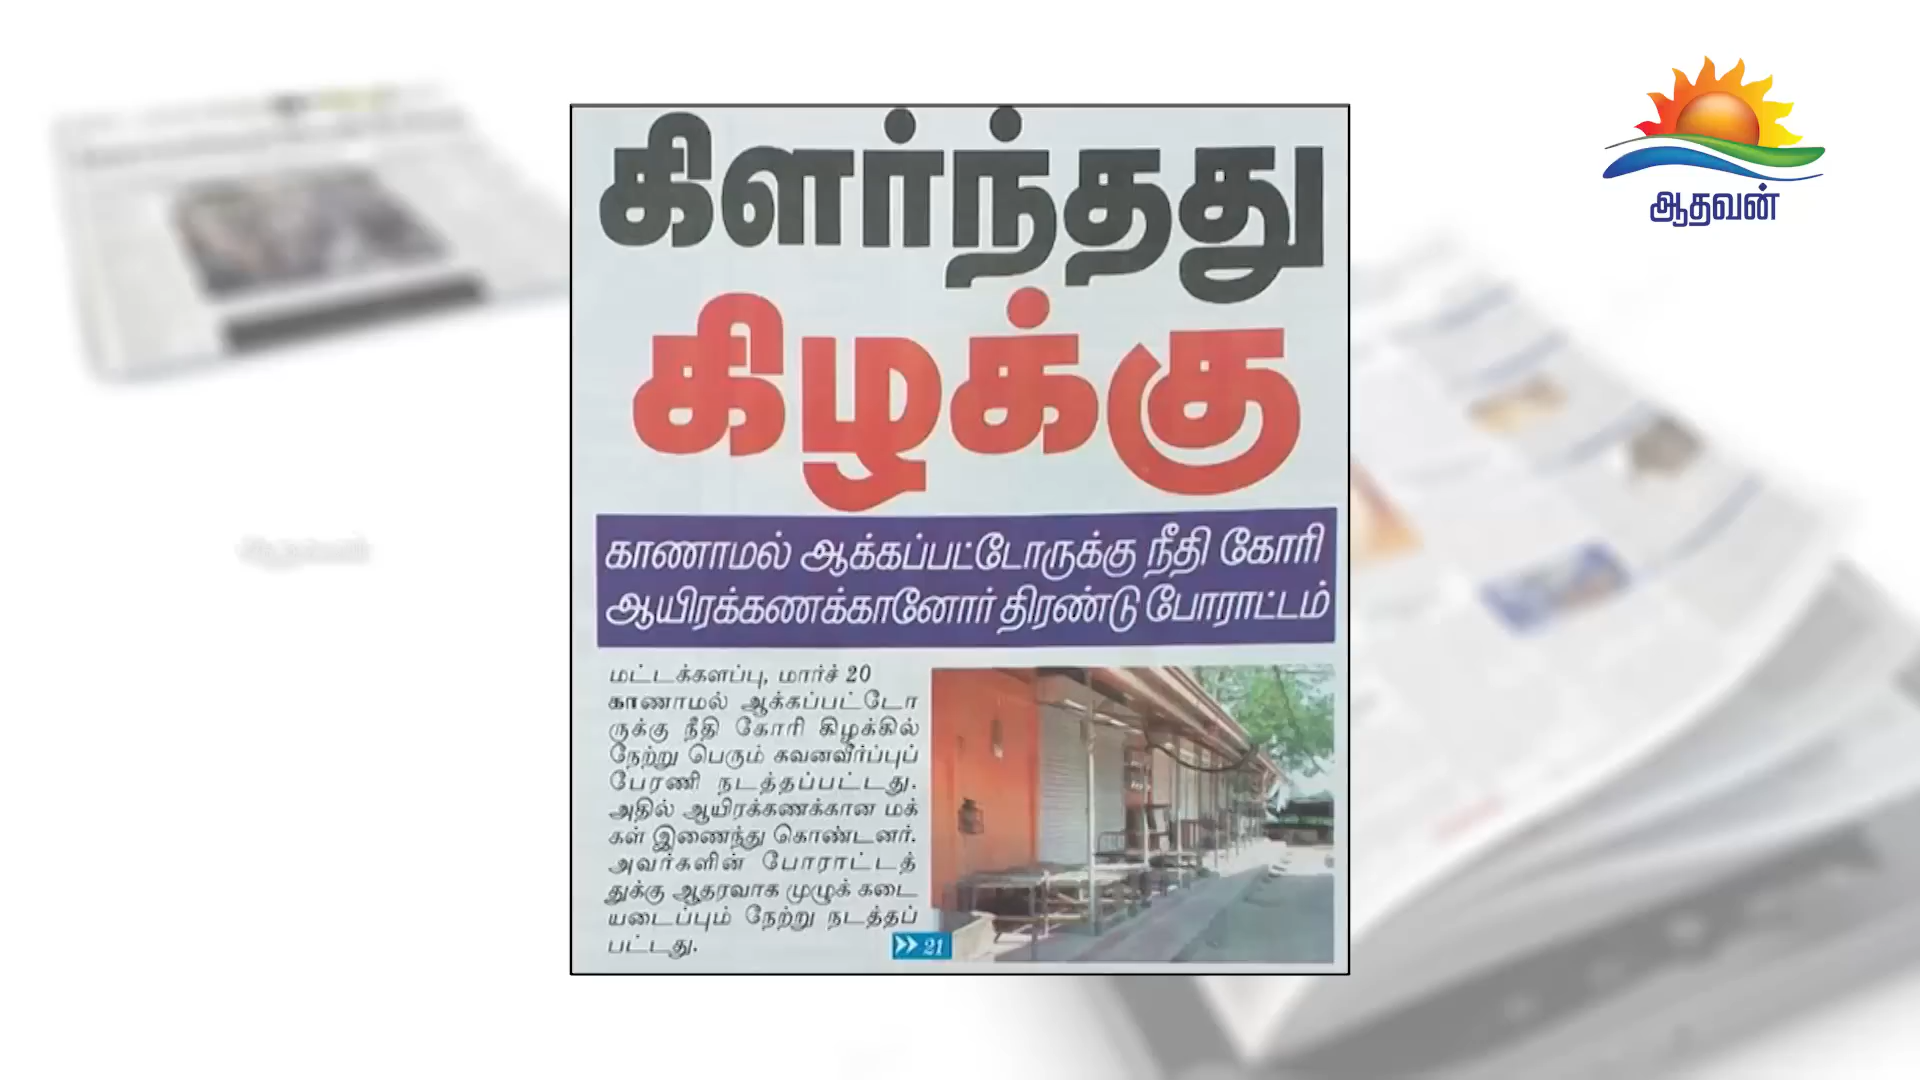 ஆதவன்
கிளர்ந்தது
கிழக்கு
காணாமல் ஆக்கப்பட்டோருக்கு நீதி கோரி
ஆயிரக்கணக்கானோர் திரண்டு போராட்டம்
மட்டக்களப்பு, மார்ச் 20
காணாமல் ஆக்கப்பட்டோ
ருக்கு நீதி கோரி கிழக்கில்
நேற்று பெரும் கவனவீர்ப்புப்
பேரணி நடத்தப்பட்டது.
அதில் ஆயிரக்கணக்கான மக்
கள் இணைந்து கொண்டனர்.
அவர்களின் போராட்டத்
துக்கு ஆதரவாக முழுக் கடை
யடைப்பும் நேற்று நடத்தப்
பட்டது.
>> 21